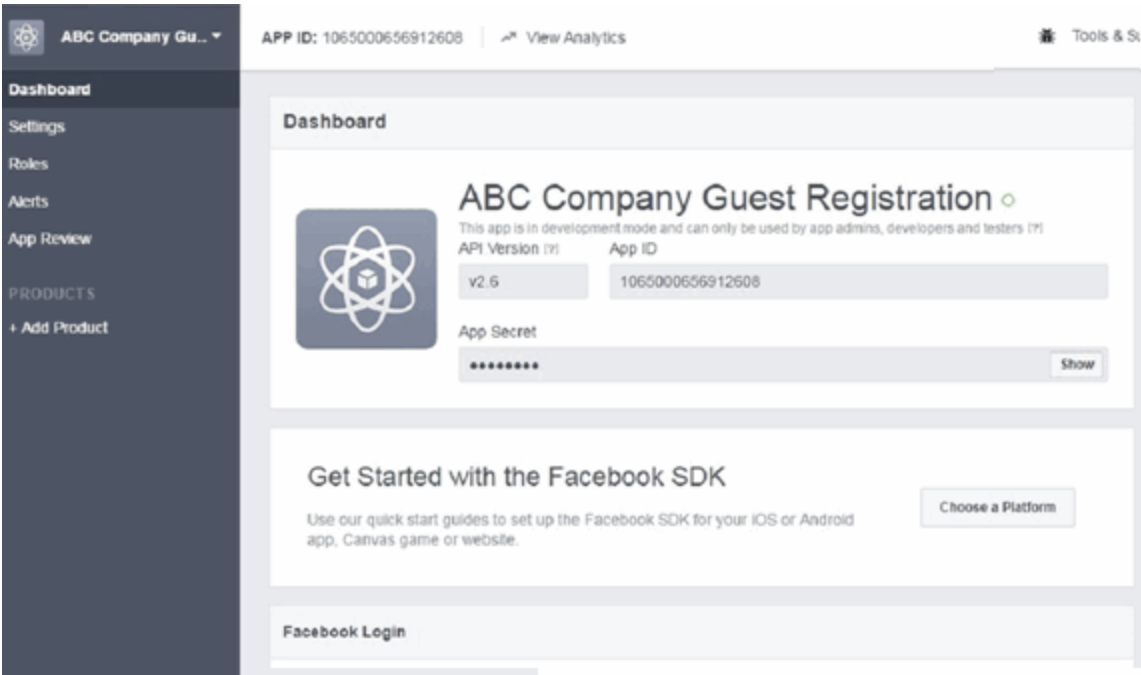 ABC Company Gu..
APP ID: 1065000656912608
View Analytics
Tools & Su
Dashboard
Settings
Roles
Alerts
App Review
PRODUCTS
+ Add Product
Dashboard
ABC Company Guest Registration
This app is in development mode and can only be used by app admins, developers and testers [?]
API Version [?]
App ID
v2.6
1065000656912608
App Secret
••••••••
Show
Get Started with the Facebook SDK
Use our quick start guides to set up the Facebook SDK for your iOS or Android
app, Canvas game or website.
Choose a Platform
Facebook Login